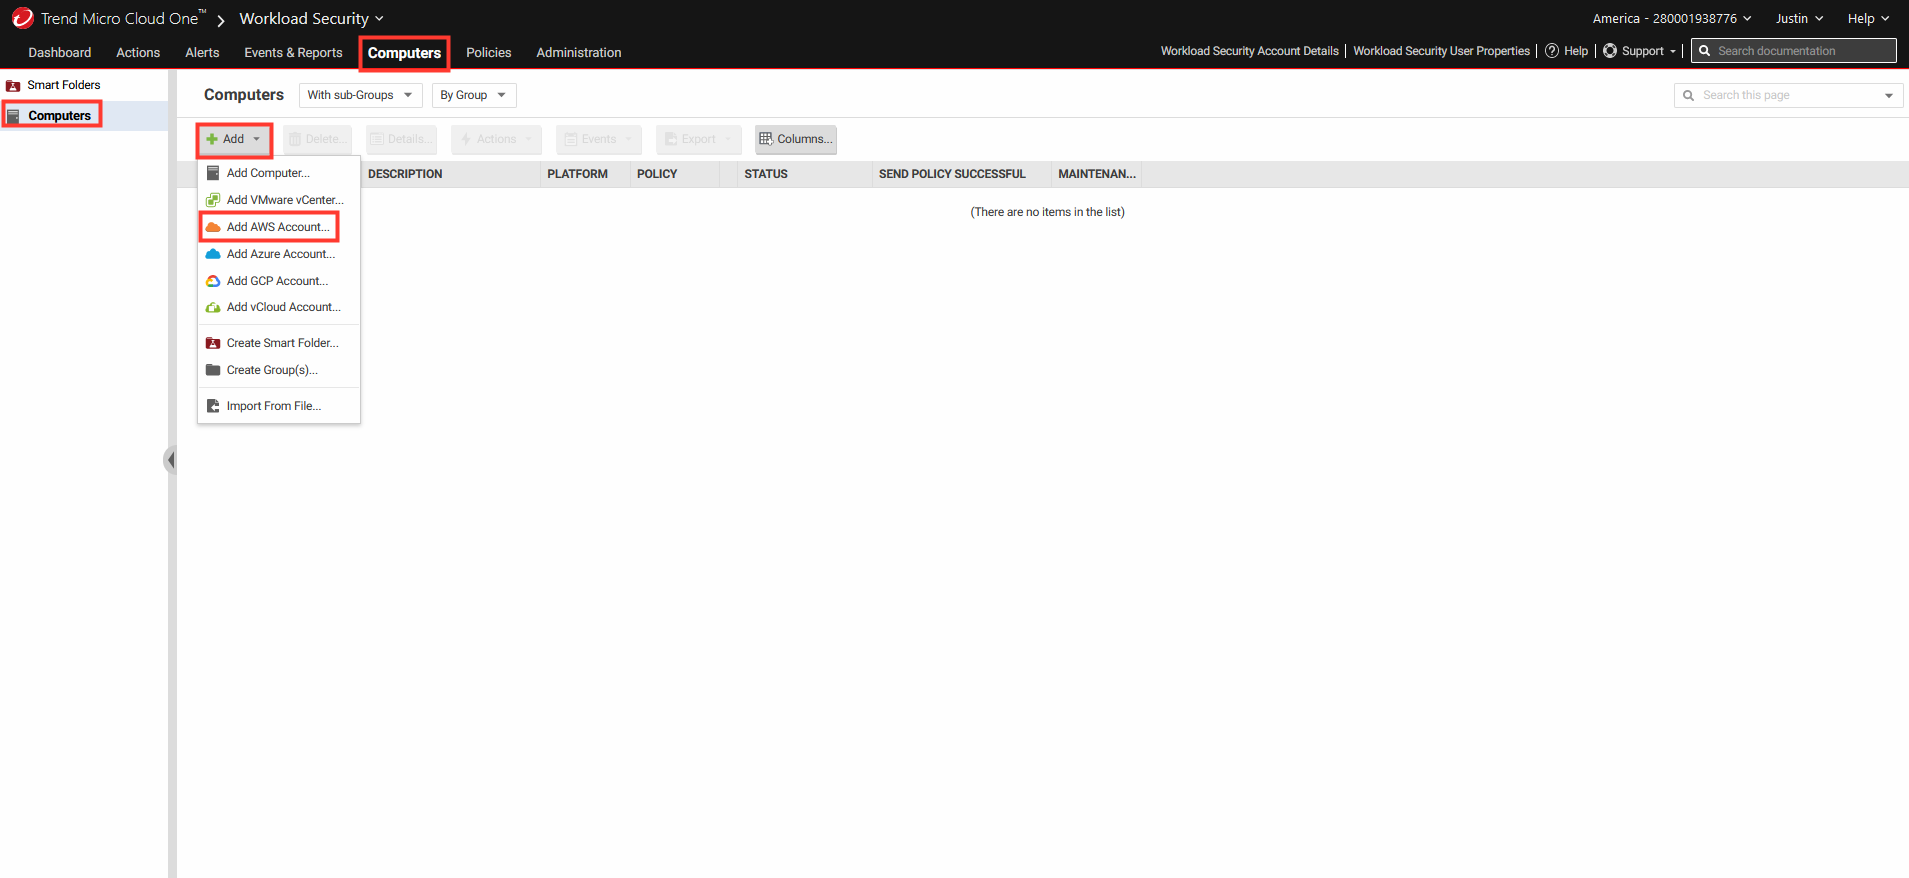 Trend Micro Cloud One™ Workload Security America - 280001938776 Justin Help
Dashboard Actions Alerts Events & Reports Computers Policies Administration Workload Security Account Details Workload Security User Properties Help Support Search documentation
Smart Folders
Computers
Computers With sub-Groups By Group Search this page
Add Delete... Details... Actions Events Export Columns...
DESCRIPTION PLATFORM POLICY STATUS SEND POLICY SUCCESSFUL MAINTENAN...
(There are no items in the list)
Add Computer...
Add VMware vCenter...
Add AWS Account...
Add Azure Account...
Add GCP Account...
Add vCloud Account...
Create Smart Folder...
Create Group(s)...
Import From File...